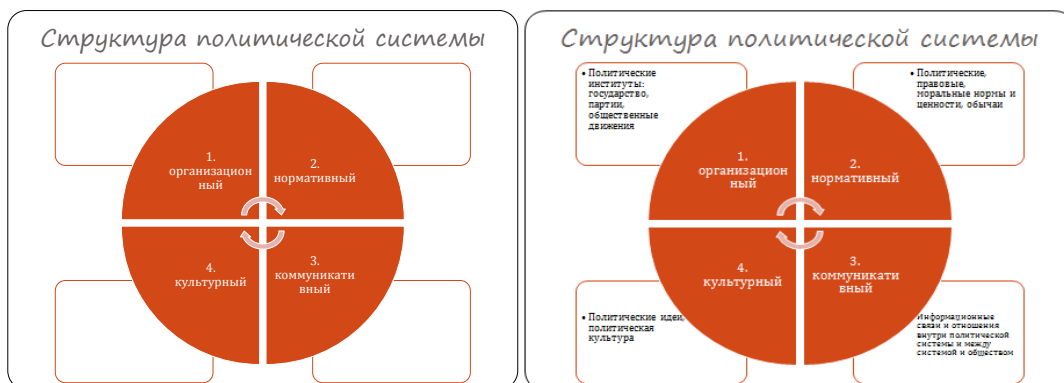 Структура политической системы
1.
организацион
ный
2.
нормативный
4.
культурный
3.
коммуникати
вный
Структура политической системы
• Политические
институты:
государство,
партии,
общественные
движения
• Политические,
правовые,
моральные нормы и
ценности, обычаи
1.
организацион
ный
2.
нормативный
4.
культурный
3.
коммуникати
вный
• Политические идеи,
политическая
культура
Информационные
связи и отношения
внутри политической
системы и между
системой и обществом